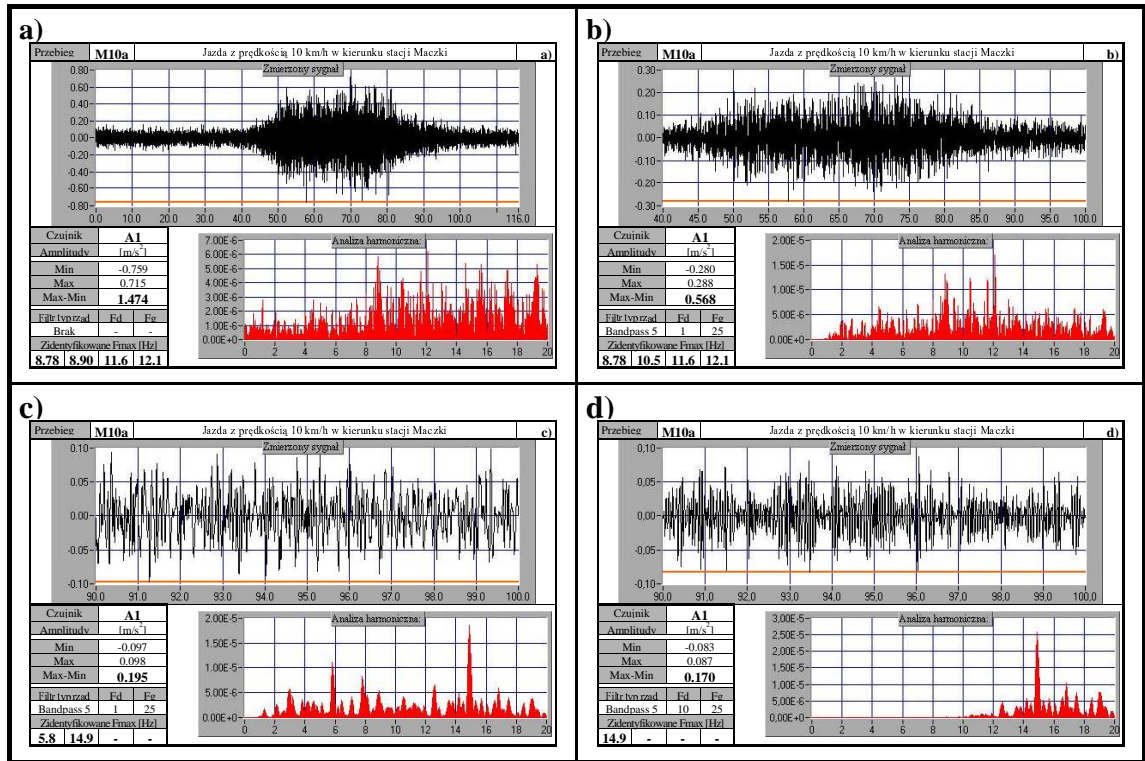 a)
Przebieg M10a Jazda z prędkością 10 km/h w kierunku stacji Maczki a)
Zmierzony sygnał
0.80
0.60
0.40
0.20
0.00
-0.20
-0.40
-0.60
-0.80
0.0 10.0 20.0 30.0 40.0 50.0 60.0 70.0 80.0 90.0 100.0 116.0
Czujnik A1
Amplitudy [m/s²]
Min -0.759
Max 0.715
Max-Min 1.474
Filtr typ rzad Fd Fg
Brak - -
Zidentyfikowane Fmax [Hz]
8.78 8.90 11.6 12.1
Analiza harmoniczna:
7.00E-6
6.00E-6
5.00E-6
4.00E-6
3.00E-6
2.00E-6
1.00E-6
0.00E+0
0 2 4 6 8 10 12 14 16 18 20
b)
Przebieg M10a Jazda z prędkością 10 km/h w kierunku stacji Maczki b)
Zmierzony sygnał
0.30
0.20
0.10
0.00
-0.10
-0.20
-0.30
40.0 45.0 50.0 55.0 60.0 65.0 70.0 75.0 80.0 85.0 90.0 95.0 100.0
Czujnik A1
Amplitudy [m/s²]
Min -0.280
Max 0.288
Max-Min 0.568
Filtr typ rzad Fd Fg
Bandpass 5 1 25
Zidentyfikowane Fmax [Hz]
8.78 10.5 11.6 12.1
Analiza harmoniczna:
2.00E-5
1.50E-5
1.00E-5
5.00E-6
0.00E+0
0 2 4 6 8 10 12 14 16 18 20
c)
Przebieg M10a Jazda z prędkością 10 km/h w kierunku stacji Maczki c)
Zmierzony sygnał
0.10
0.05
0.00
-0.05
-0.10
90.0 91.0 92.0 93.0 94.0 95.0 96.0 97.0 98.0 99.0 100.0
Czujnik A1
Amplitudy [m/s²]
Min -0.097
Max 0.098
Max-Min 0.195
Filtr typ rzad Fd Fg
Bandpass 5 1 25
Zidentyfikowane Fmax [Hz]
5.8 14.9 - -
Analiza harmoniczna:
2.00E-5
1.50E-5
1.00E-5
5.00E-6
0.00E+0
0 2 4 6 8 10 12 14 16 18 20
d)
Przebieg M10a Jazda z prędkością 10 km/h w kierunku stacji Maczki d)
Zmierzony sygnał
0,10
0,05
0,00
-0,05
-0,10
90.0 91.0 92.0 93.0 94.0 95.0 96.0 97.0 98.0 99.0 100.0
Czujnik A1
Amplitudy [m/s²]
Min -0.083
Max 0.087
Max-Min 0.170
Filtr typ rzad Fd Fg
Bandpass 5 10 25
Zidentyfikowane Fmax [Hz]
14.9 - - -
Analiza harmoniczna:
3,00E-5
2,50E-5
2,00E-5
1,50E-5
1,00E-5
5,00E-6
0,00E+0
0 2 4 6 8 10 12 14 16 18 20